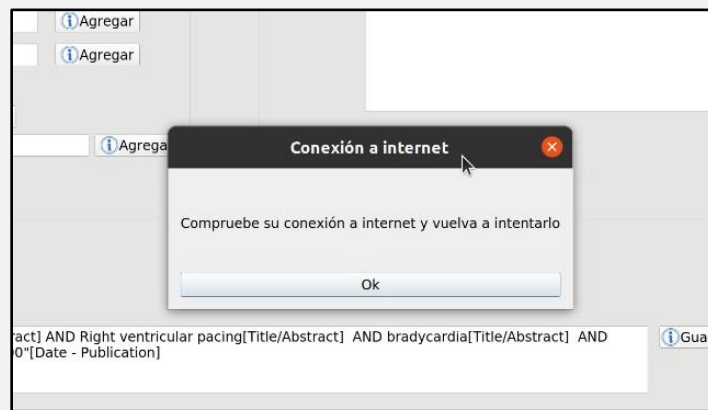 Agregar
Agregar
Agrega
Conexión a internet
Compruebe su conexión a internet y vuelva a intentarlo
Ok
ract] AND Right ventricular pacing[Title/Abstract]  AND bradycardia[Title/Abstract]  AND
0"[Date - Publication]
Gua